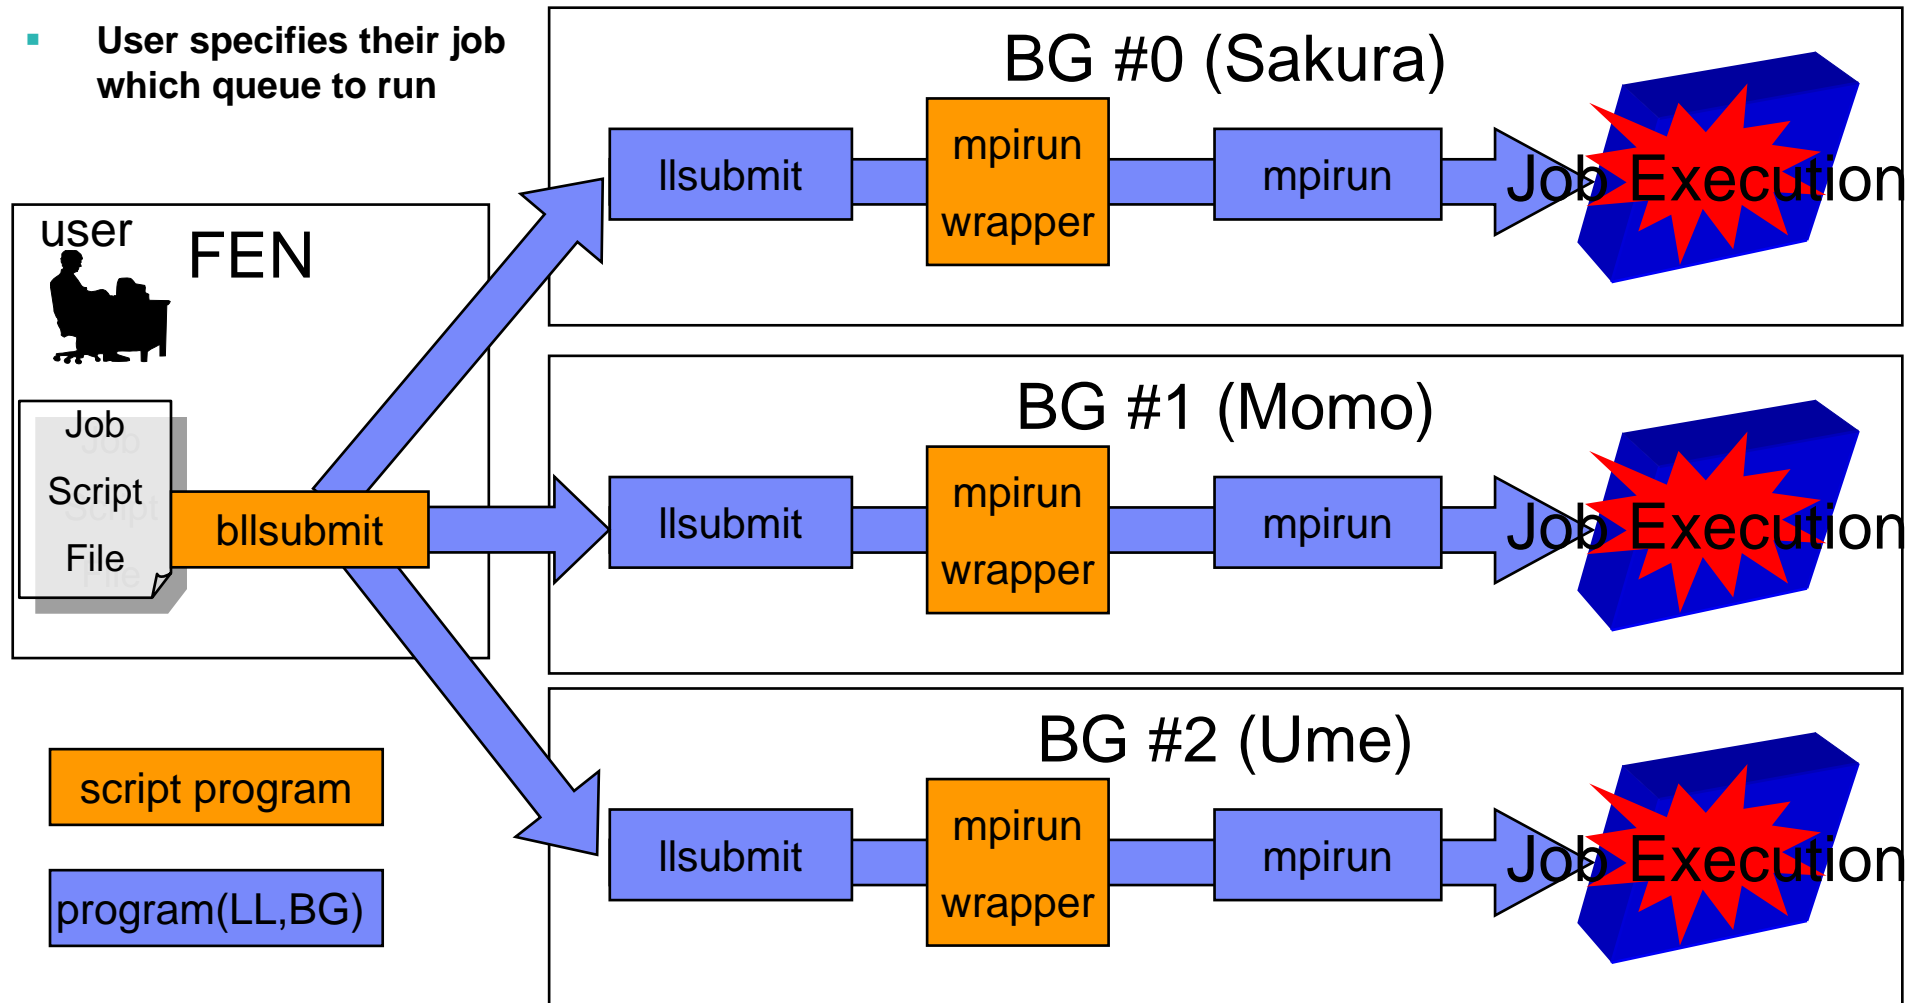 ▪ User specifies their job
which queue to run
user
FEN
Job
Script
File
bllsubmit
script program
program(LL,BG)
BG #0 (Sakura)
llsubmit
mpirun
wrapper
mpirun
Job Execution
BG #1 (Momo)
llsubmit
mpirun
wrapper
mpirun
Job Execution
BG #2 (Ume)
llsubmit
mpirun
wrapper
mpirun
Job Execution